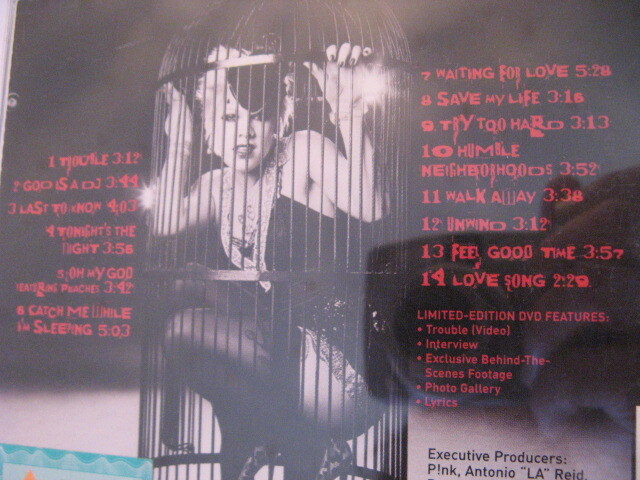 1 TROUBLE 3:12
2 GOD IS A DJ 3:44
3 LAST TO KNOW 4:03
4 TONIGHT'S THE
NIGHT 3:56
5 OH MY GOD
FEATURING PEACHES 3:42
6 CATCH ME WHILE
I'M SLEEPING 5:03
7 WAITING FOR LOVE 5:28
8 SAVE MY LIFE 3:16
9 TRY TOO HARD 3:13
10 HUMBLE
NEIGHBORHOODS 3:52
11 WALK AWAY 3:38
12 UNWIND 3:12
13 FEEL GOOD TIME 3:57
14 LOVE SONG 2:29
LIMITED-EDITION DVD FEATURES:
• Trouble (Video)
• Interview
• Exclusive Behind-The-
Scenes Footage
• Photo Gallery
• Lyrics
Executive Producers:
P!nk, Antonio "LA" Reid,